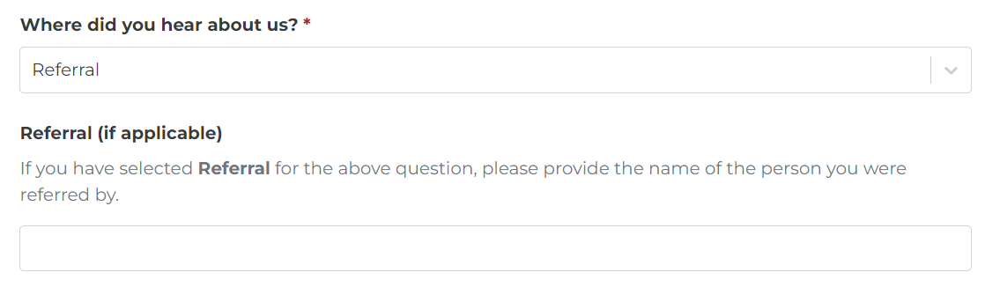 Where did you hear about us? *
Referral
Referral (if applicable)
If you have selected Referral for the above question, please provide the name of the person you were
referred by.